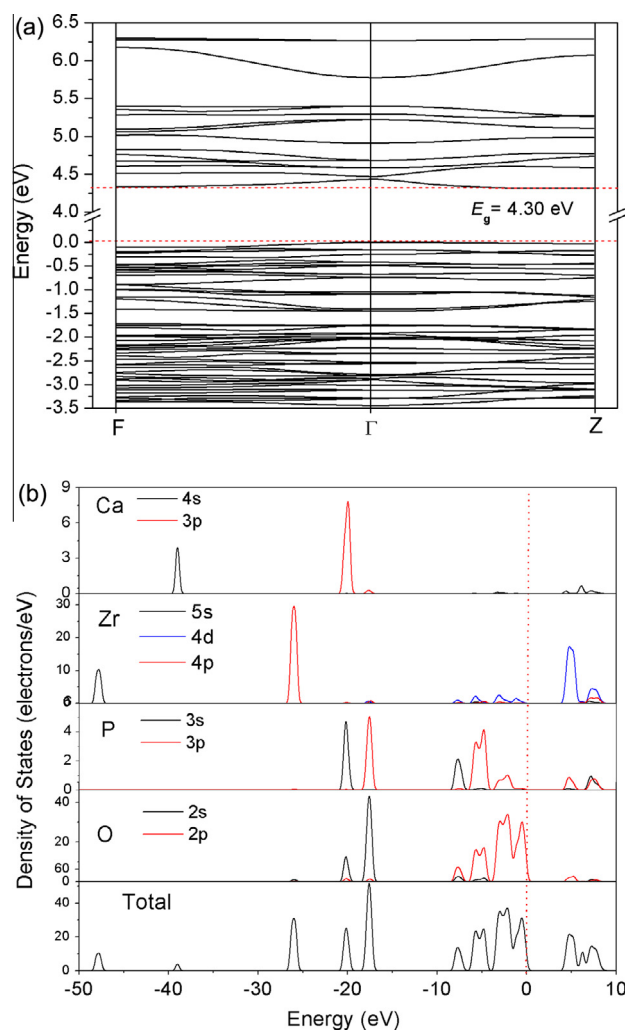 (a)
6.5
6.0
5.5
5.0
4.5
4.0
0.0
-0.5
-1.0
-1.5
-2.0
-2.5
-3.0
-3.5
Energy (eV)
Eg= 4.30 eV
F Γ Z
(b)
Ca
4s
3p
9
6
3
0
Zr
5s
4d
4p
30
20
10
0
P
3s
3p
6
4
2
0
O
2s
2p
40
20
0
Total
60
40
20
0
Density of States (electrons/eV)
-50 -40 -30 -20 -10 0 10
Energy (eV)